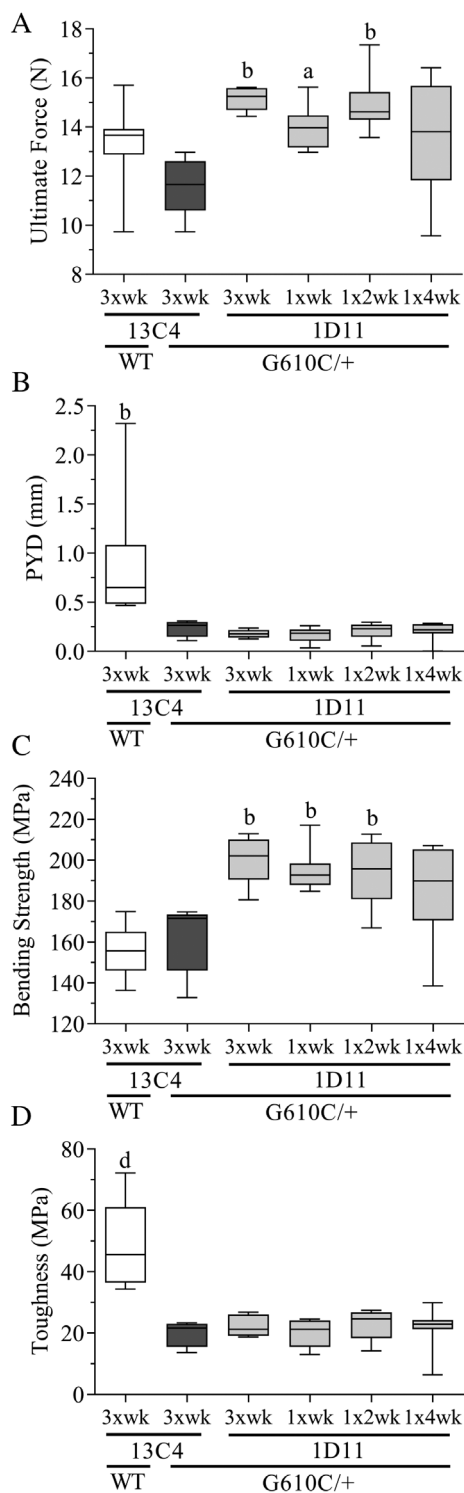 A
Ultimate Force (N)
18
16
14
12
10
8
b
a
b
3xwk 3xwk 3xwk 1xwk 1x2wk 1x4wk
13C4 1D11
WT G610C/+
B
PYD (mm)
2.5
2.0
1.5
1.0
0.5
0.0
b
3xwk 3xwk 3xwk 1xwk 1x2wk 1x4wk
13C4 1D11
WT G610C/+
C
Bending Strength (MPa)
240
220
200
180
160
140
120
b b b
3xwk 3xwk 3xwk 1xwk 1x2wk 1x4wk
13C4 1D11
WT G610C/+
D
Toughness (MPa)
80
60
40
20
0
d
3xwk 3xwk 3xwk 1xwk 1x2wk 1x4wk
13C4 1D11
WT G610C/+